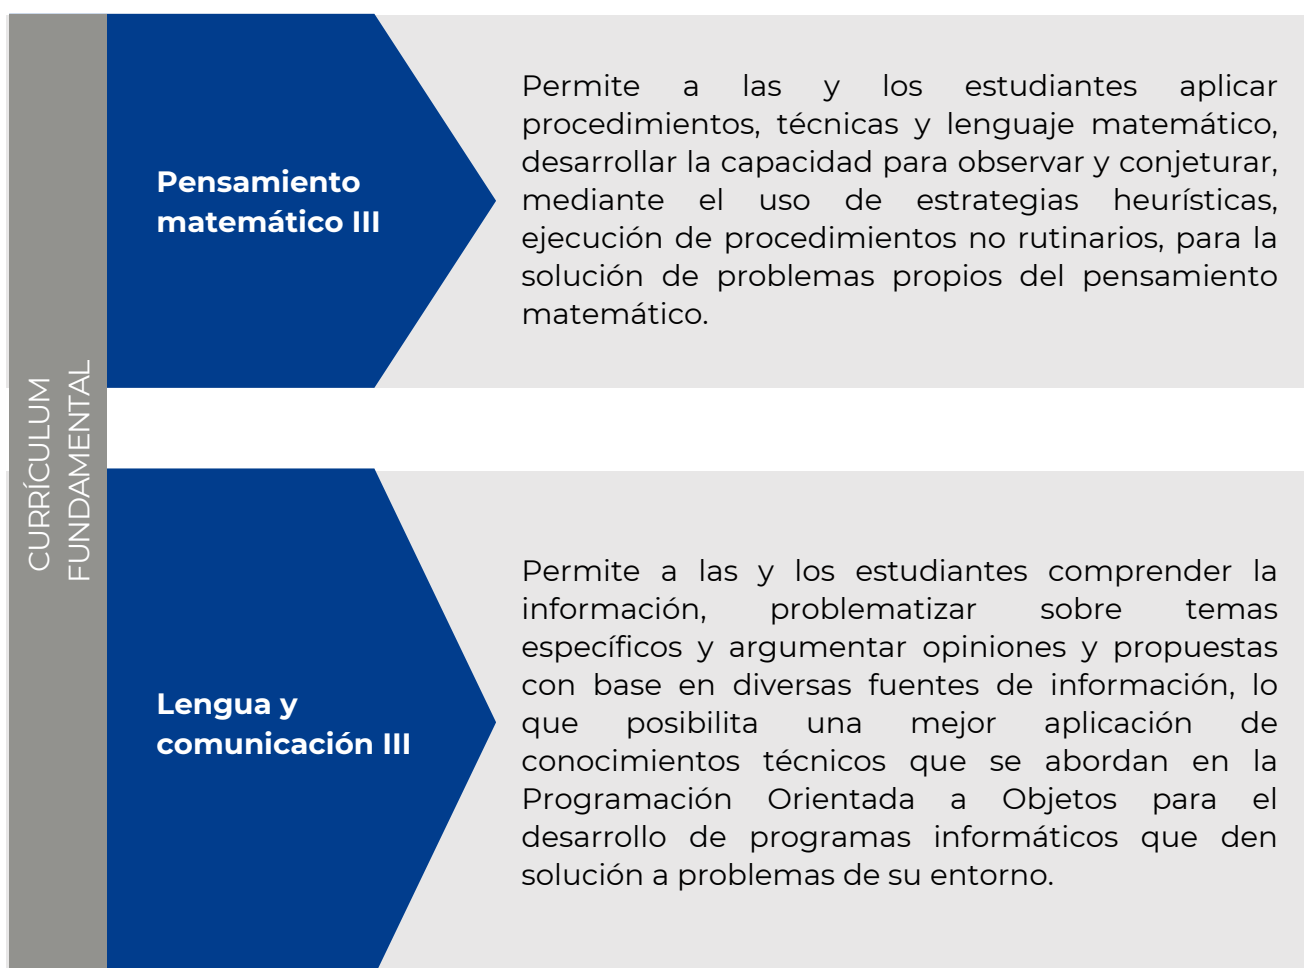 CURRÍCULUM
FUNDAMENTAL
Pensamiento
matemático III
Permite a las y los estudiantes aplicar
procedimientos, técnicas y lenguaje matemático,
desarrollar la capacidad para observar y conjeturar,
mediante el uso de estrategias heurísticas,
ejecución de procedimientos no rutinarios, para la
solución de problemas propios del pensamiento
matemático.
Lengua y
comunicación III
Permite a las y los estudiantes comprender la
información, problematizar sobre temas
específicos y argumentar opiniones y propuestas
con base en diversas fuentes de información, lo
que posibilita una mejor aplicación de
conocimientos técnicos que se abordan en la
Programación Orientada a Objetos para el
desarrollo de programas informáticos que den
solución a problemas de su entorno.